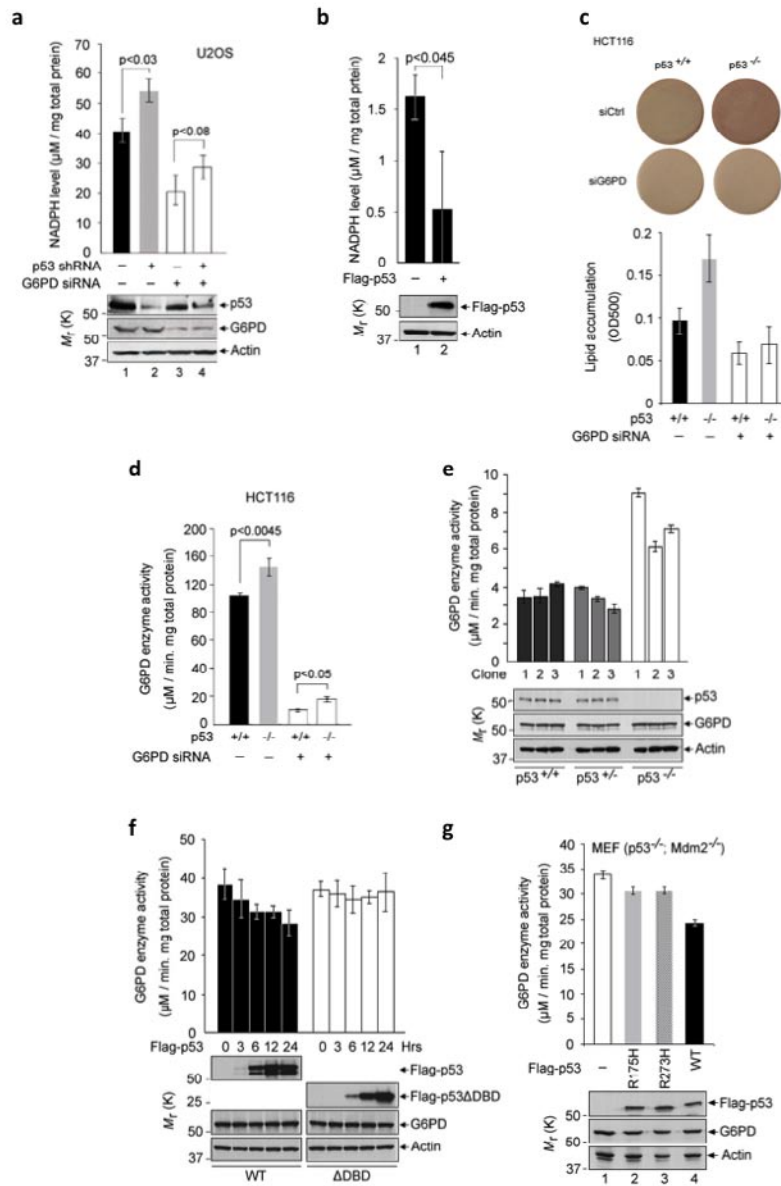 a
U2OS
NADPH level (µM / mg total prtein)
70
60
50
40
30
20
10
0
p<0.03
p<0.08
p53 shRNA – + – +
G6PD siRNA – – + +
Mr (K)
50
50
37
p53
G6PD
Actin
1 2 3 4
b
NADPH level (µM / mg total prtein)
2
1.5
1
0.5
0
p<0.045
Flag-p53 – +
Mr (K)
50
37
Flag-p53
Actin
1 2
c
HCT116
p53 +/+ p53 -/-
siCtrl
siG6PD
Lipid accumulation
(OD500)
0.2
0.15
0.1
0.05
0
p53 +/+ -/- +/+ -/-
G6PD siRNA – – + +
d
HCT116
G6PD enzyme activity
(µM / min. mg total protein)
200
180
160
140
120
100
80
60
40
20
0
p<0.0045
p<0.05
p53 +/+ -/- +/+ -/-
G6PD siRNA – – + +
e
G6PD enzyme activity
(µM / min. mg total protein)
10
8
6
4
2
0
Clone 1 2 3 1 2 3 1 2 3
Mr (K)
50
50
37
p53
G6PD
Actin
p53 +/+ p53 +/- p53 -/-
f
G6PD enzyme activity
(µM / min. mg total protein)
50
40
30
20
10
0
Flag-p53 0 3 6 12 24 0 3 6 12 24 Hrs
Mr (K)
50
25
50
37
Flag-p53
Flag-p53ΔDBD
G6PD
Actin
WT ΔDBD
g
MEF (p53-/-; Mdm2-/-)
G6PD enzyme activity
(µM / min. mg total protein)
35
30
25
20
15
10
5
0
Flag-p53 – R175H R273H WT
Mr (K)
50
50
37
Flag-p53
G6PD
Actin
1 2 3 4